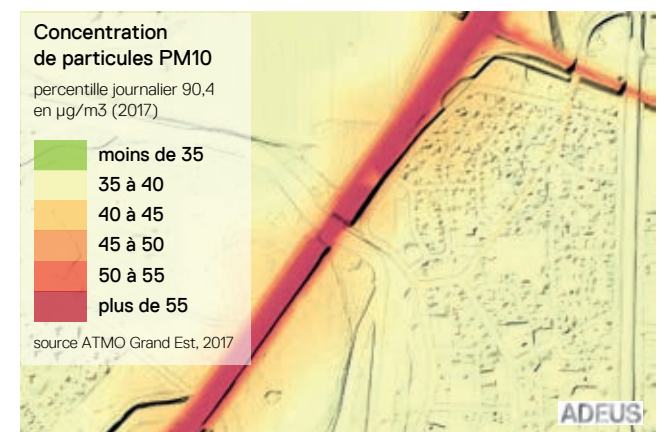 Concentration
de particules PM10
percentille journalier 90,4
en µg/m3 (2017)
moins de 35
35 à 40
40 à 45
45 à 50
50 à 55
plus de 55
source ATMO Grand Est, 2017
ADEUS